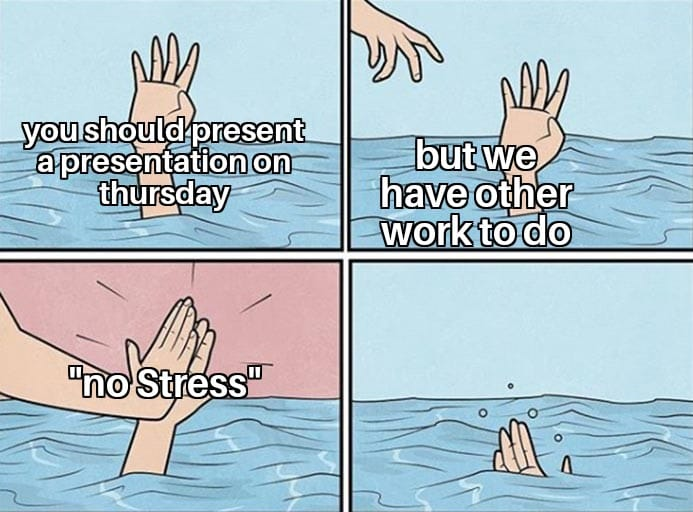 you should present
a presentation on
thursday
but we
have other
work to do
"no Stress"